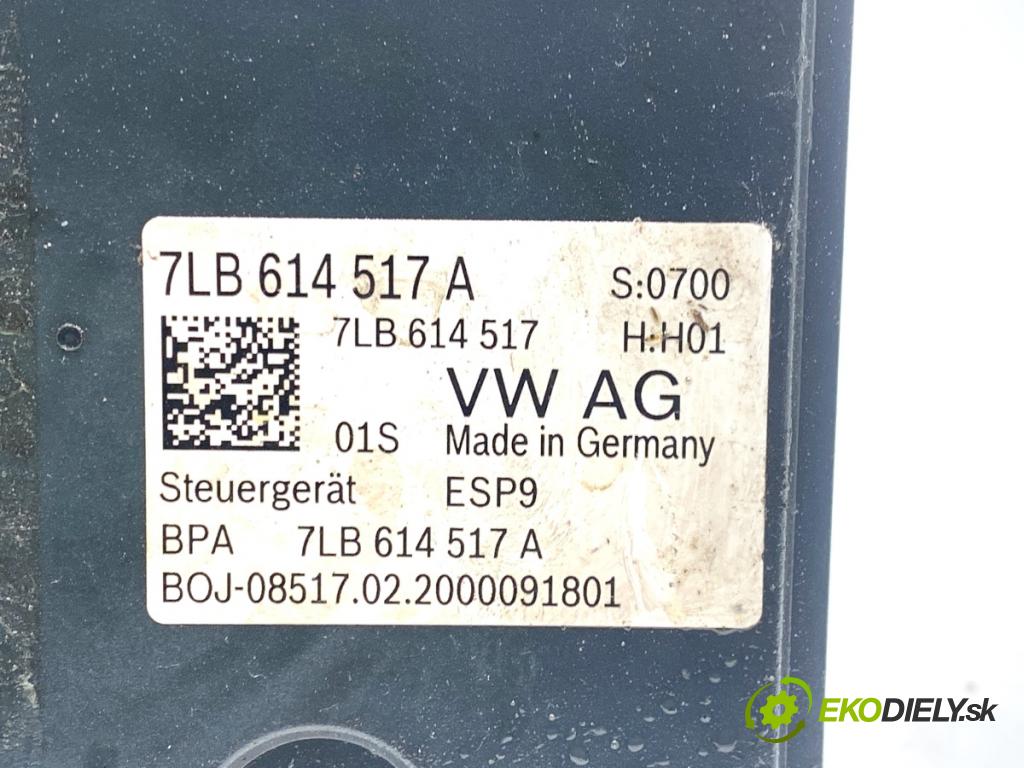 7LB 614 517 A S:0700
7LB 614 517 H:H01
VW AG
01S Made in Germany
Steuergerät ESP9
BPA 7LB 614 517 A
BOJ-08517.02.2000091801
EKODIELY.sk